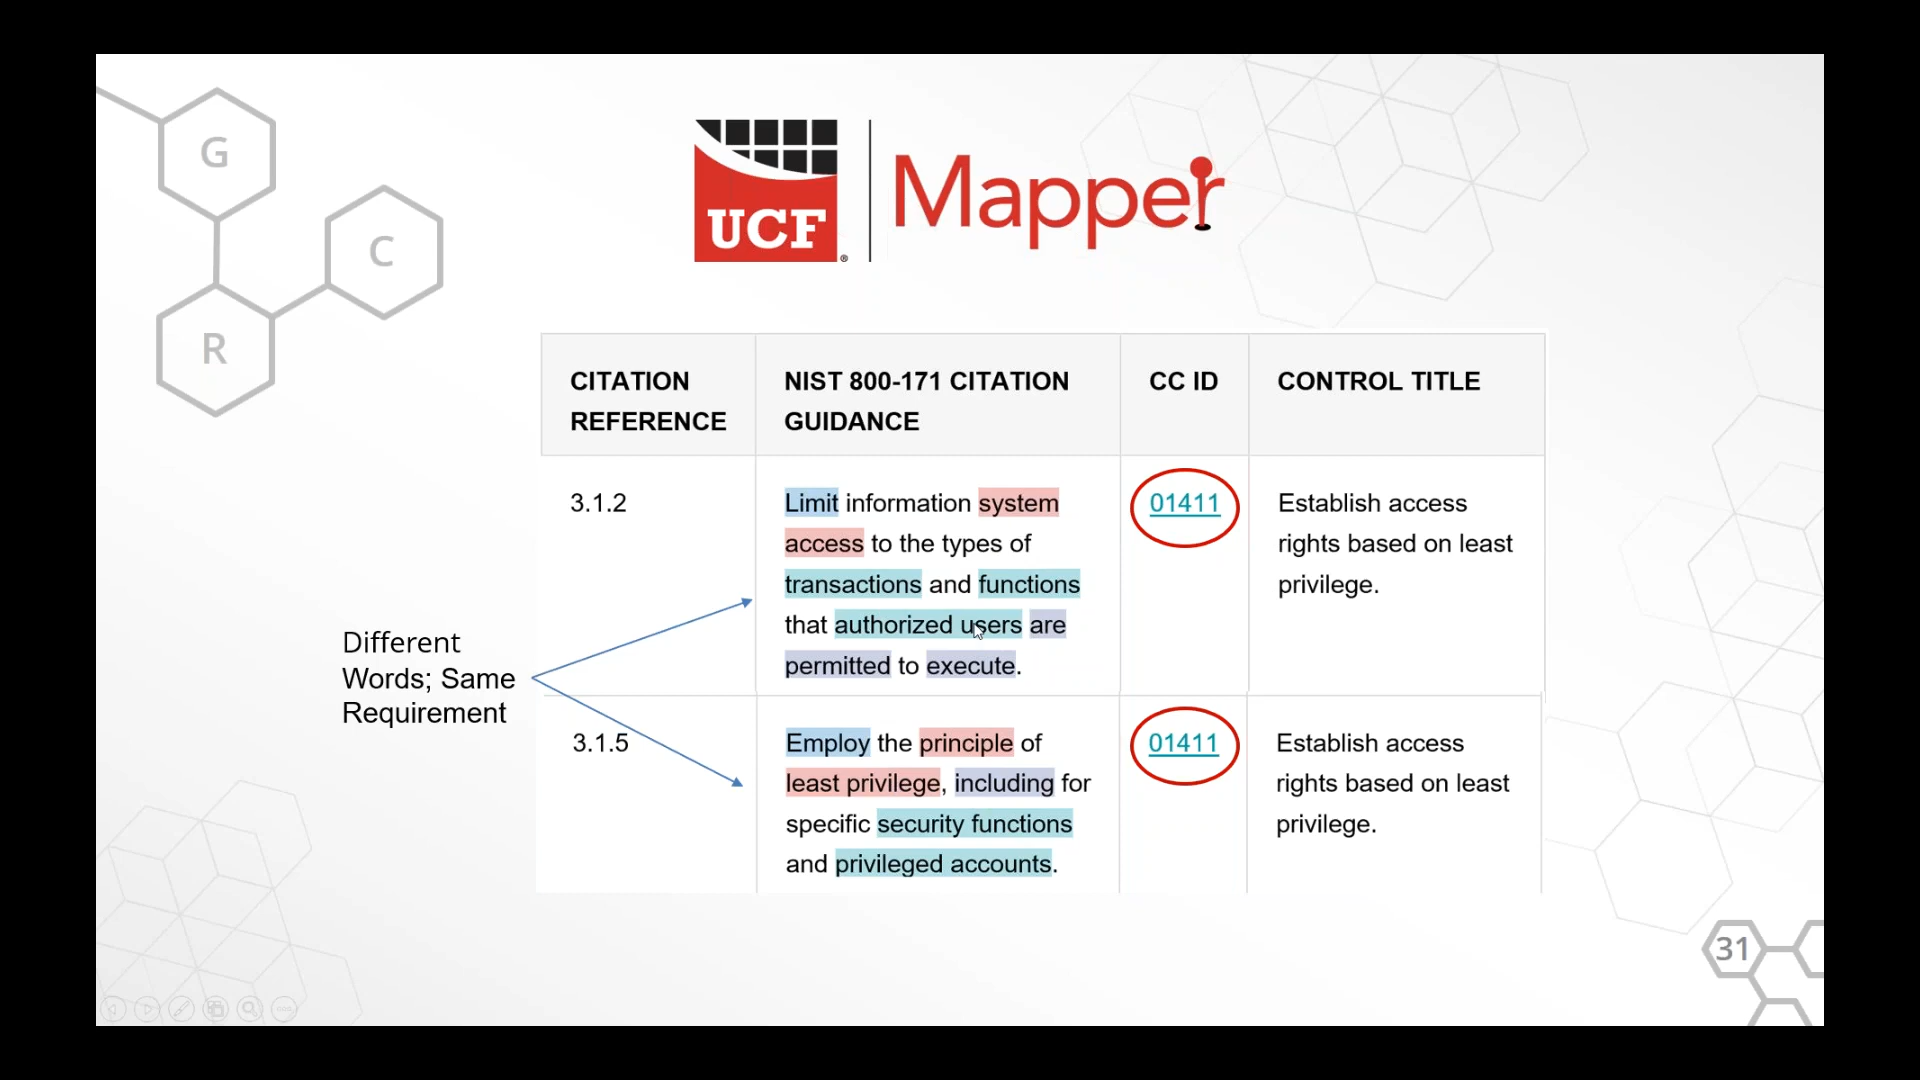 G
C
R
UCF®
Mapper
CITATION
REFERENCE
NIST 800-171 CITATION
GUIDANCE
CC ID
CONTROL TITLE
3.1.2
Limit information system
access to the types of
transactions and functions
that authorized users are
permitted to execute.
01411
Establish access
rights based on least
privilege.
Different
Words; Same
Requirement
3.1.5
Employ the principle of
least privilege, including for
specific security functions
and privileged accounts.
01411
Establish access
rights based on least
privilege.
31